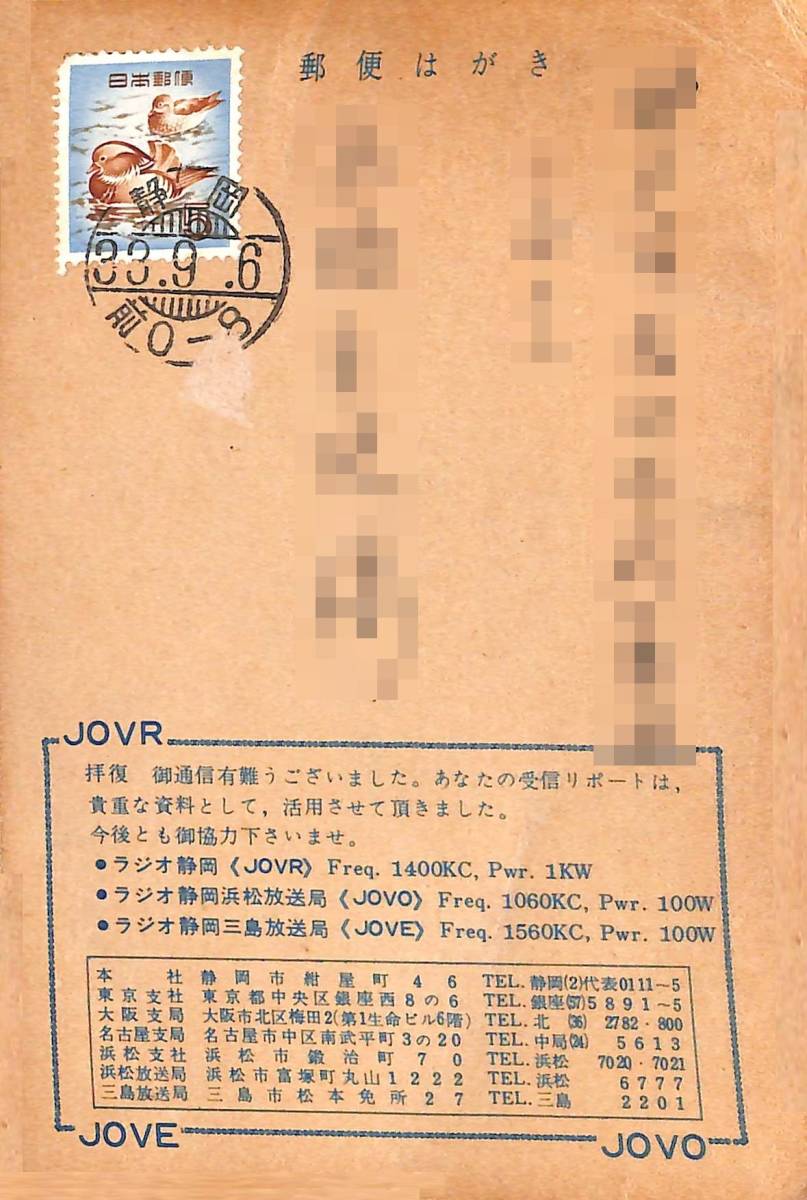 郵便はがき
日本郵便
5
静岡
33.9.6
前0-8
JOVR
拝復 御通信有難うございました。あなたの受信リポートは,
貴重な資料として, 活用させて頂きました。
今後とも御協力下さいませ。
●ラジオ静岡《JOVR》 Freq. 1400KC, Pwr. 1KW
●ラジオ静岡浜松放送局《JOVO》 Freq. 1060KC, Pwr. 100W
●ラジオ静岡三島放送局《JOVE》 Freq. 1560KC, Pwr. 100W
本社 静岡市紺屋町46 TEL.静岡(2)代表0111~5
東京支社 東京都中央区銀座西8の6 TEL.銀座(57)5891~5
大阪支局 大阪市北区梅田2(第1生命ビル6階) TEL.北(36)2782・800
名古屋支局 名古屋市中区南武平町3の20 TEL.中局(24)5613
浜松支社 浜松市鍛冶町70 TEL.浜松 7020・7021
浜松放送局 浜松市富塚町丸山1222 TEL.浜松 6777
三島放送局 三島市松本免所27 TEL.三島 2201
JOVE
JOVO